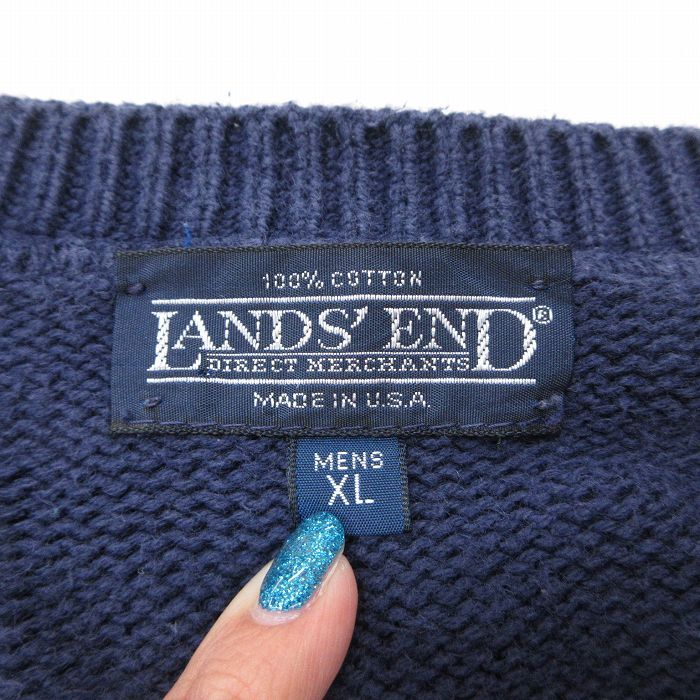 100% COTTON
LANDS' END®
DIRECT MERCHANTS
MADE IN U.S.A.
MENS
XL